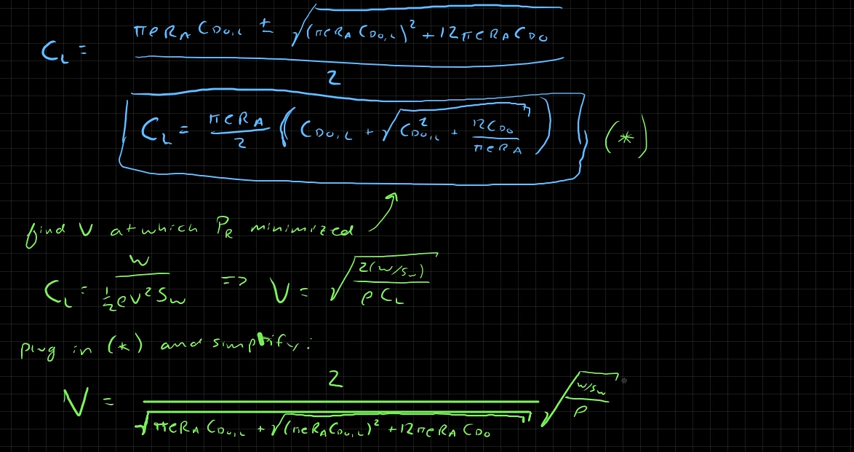 C_L = (πeR_A C_D0,L ± √((πeR_A C_D0,L)² + 12πeR_A C_D0)) / 2
C_L = πeR_A/2 (C_D0,L + √(C_D0,L² + 12C_D0/πeR_A)) (*)
find V at which P_R minimized
C_L = W / (½ρV²S_W) => V = √(2(W/S_W) / ρC_L)
plug in (*) and simplify:
V = 2 / √(πeR_A C_D0,L + √((πeR_A C_D0,L)² + 12πeR_A C_D0)) √((W/S_W) / ρ)